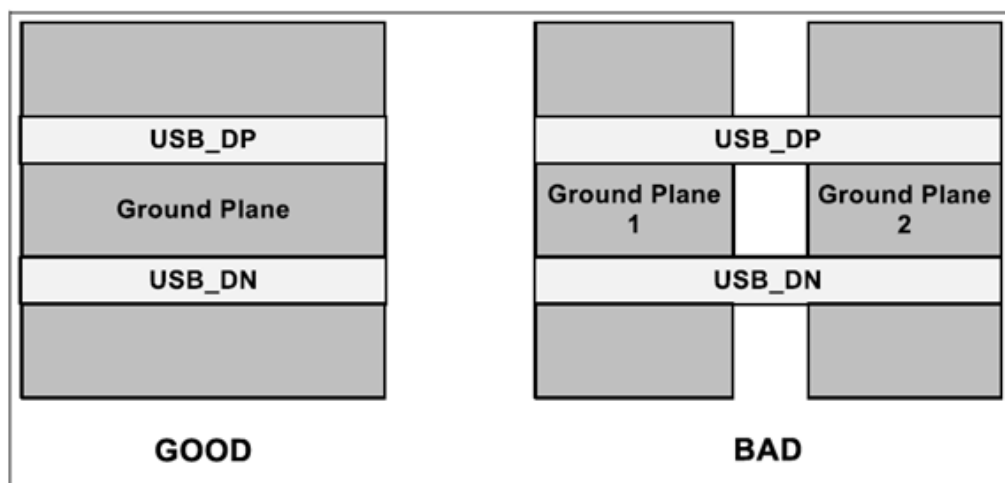 USB_DP
Ground Plane
USB_DN
GOOD
USB_DP
Ground Plane
1
Ground Plane
2
USB_DN
BAD